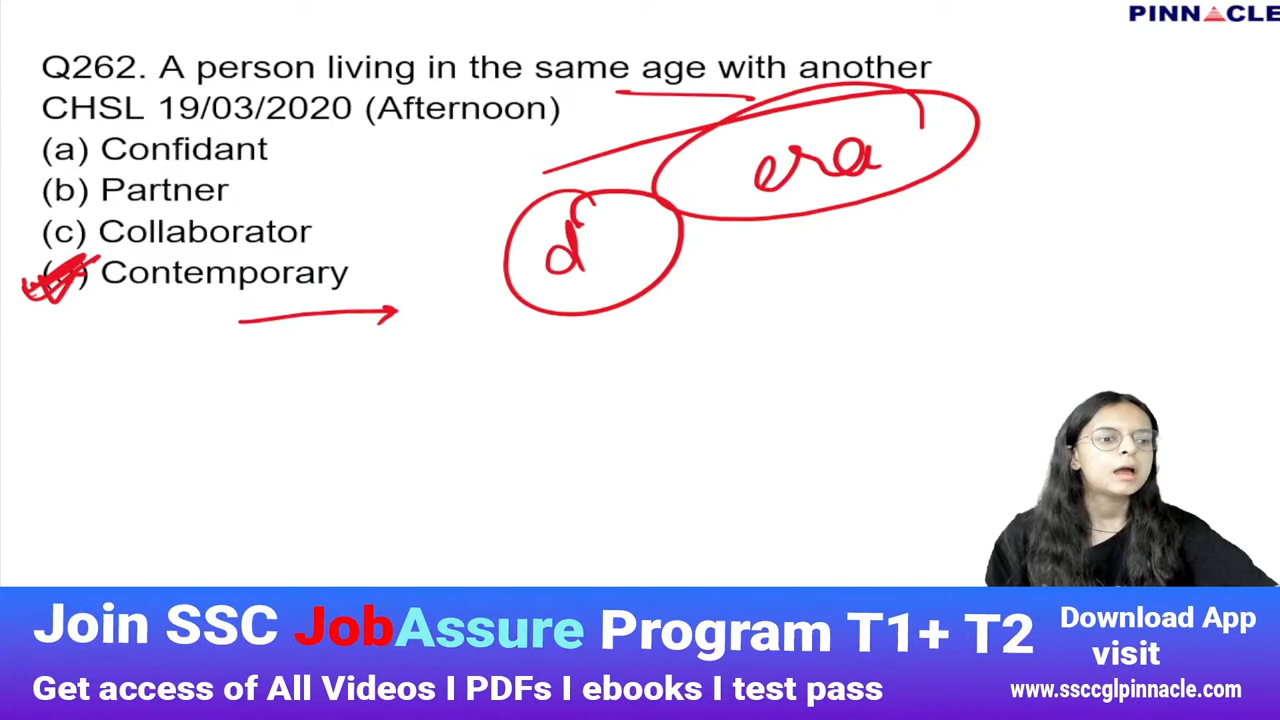 PINNACLE
Q262. A person living in the same age with another
CHSL 19/03/2020 (Afternoon)
(a) Confidant
(b) Partner
(c) Collaborator
Contemporary
era
d
Join SSC JobAssure Program T1+ T2
Get access of All Videos I PDFs I ebooks I test pass
Download App
visit
www.ssccglpinnacle.com